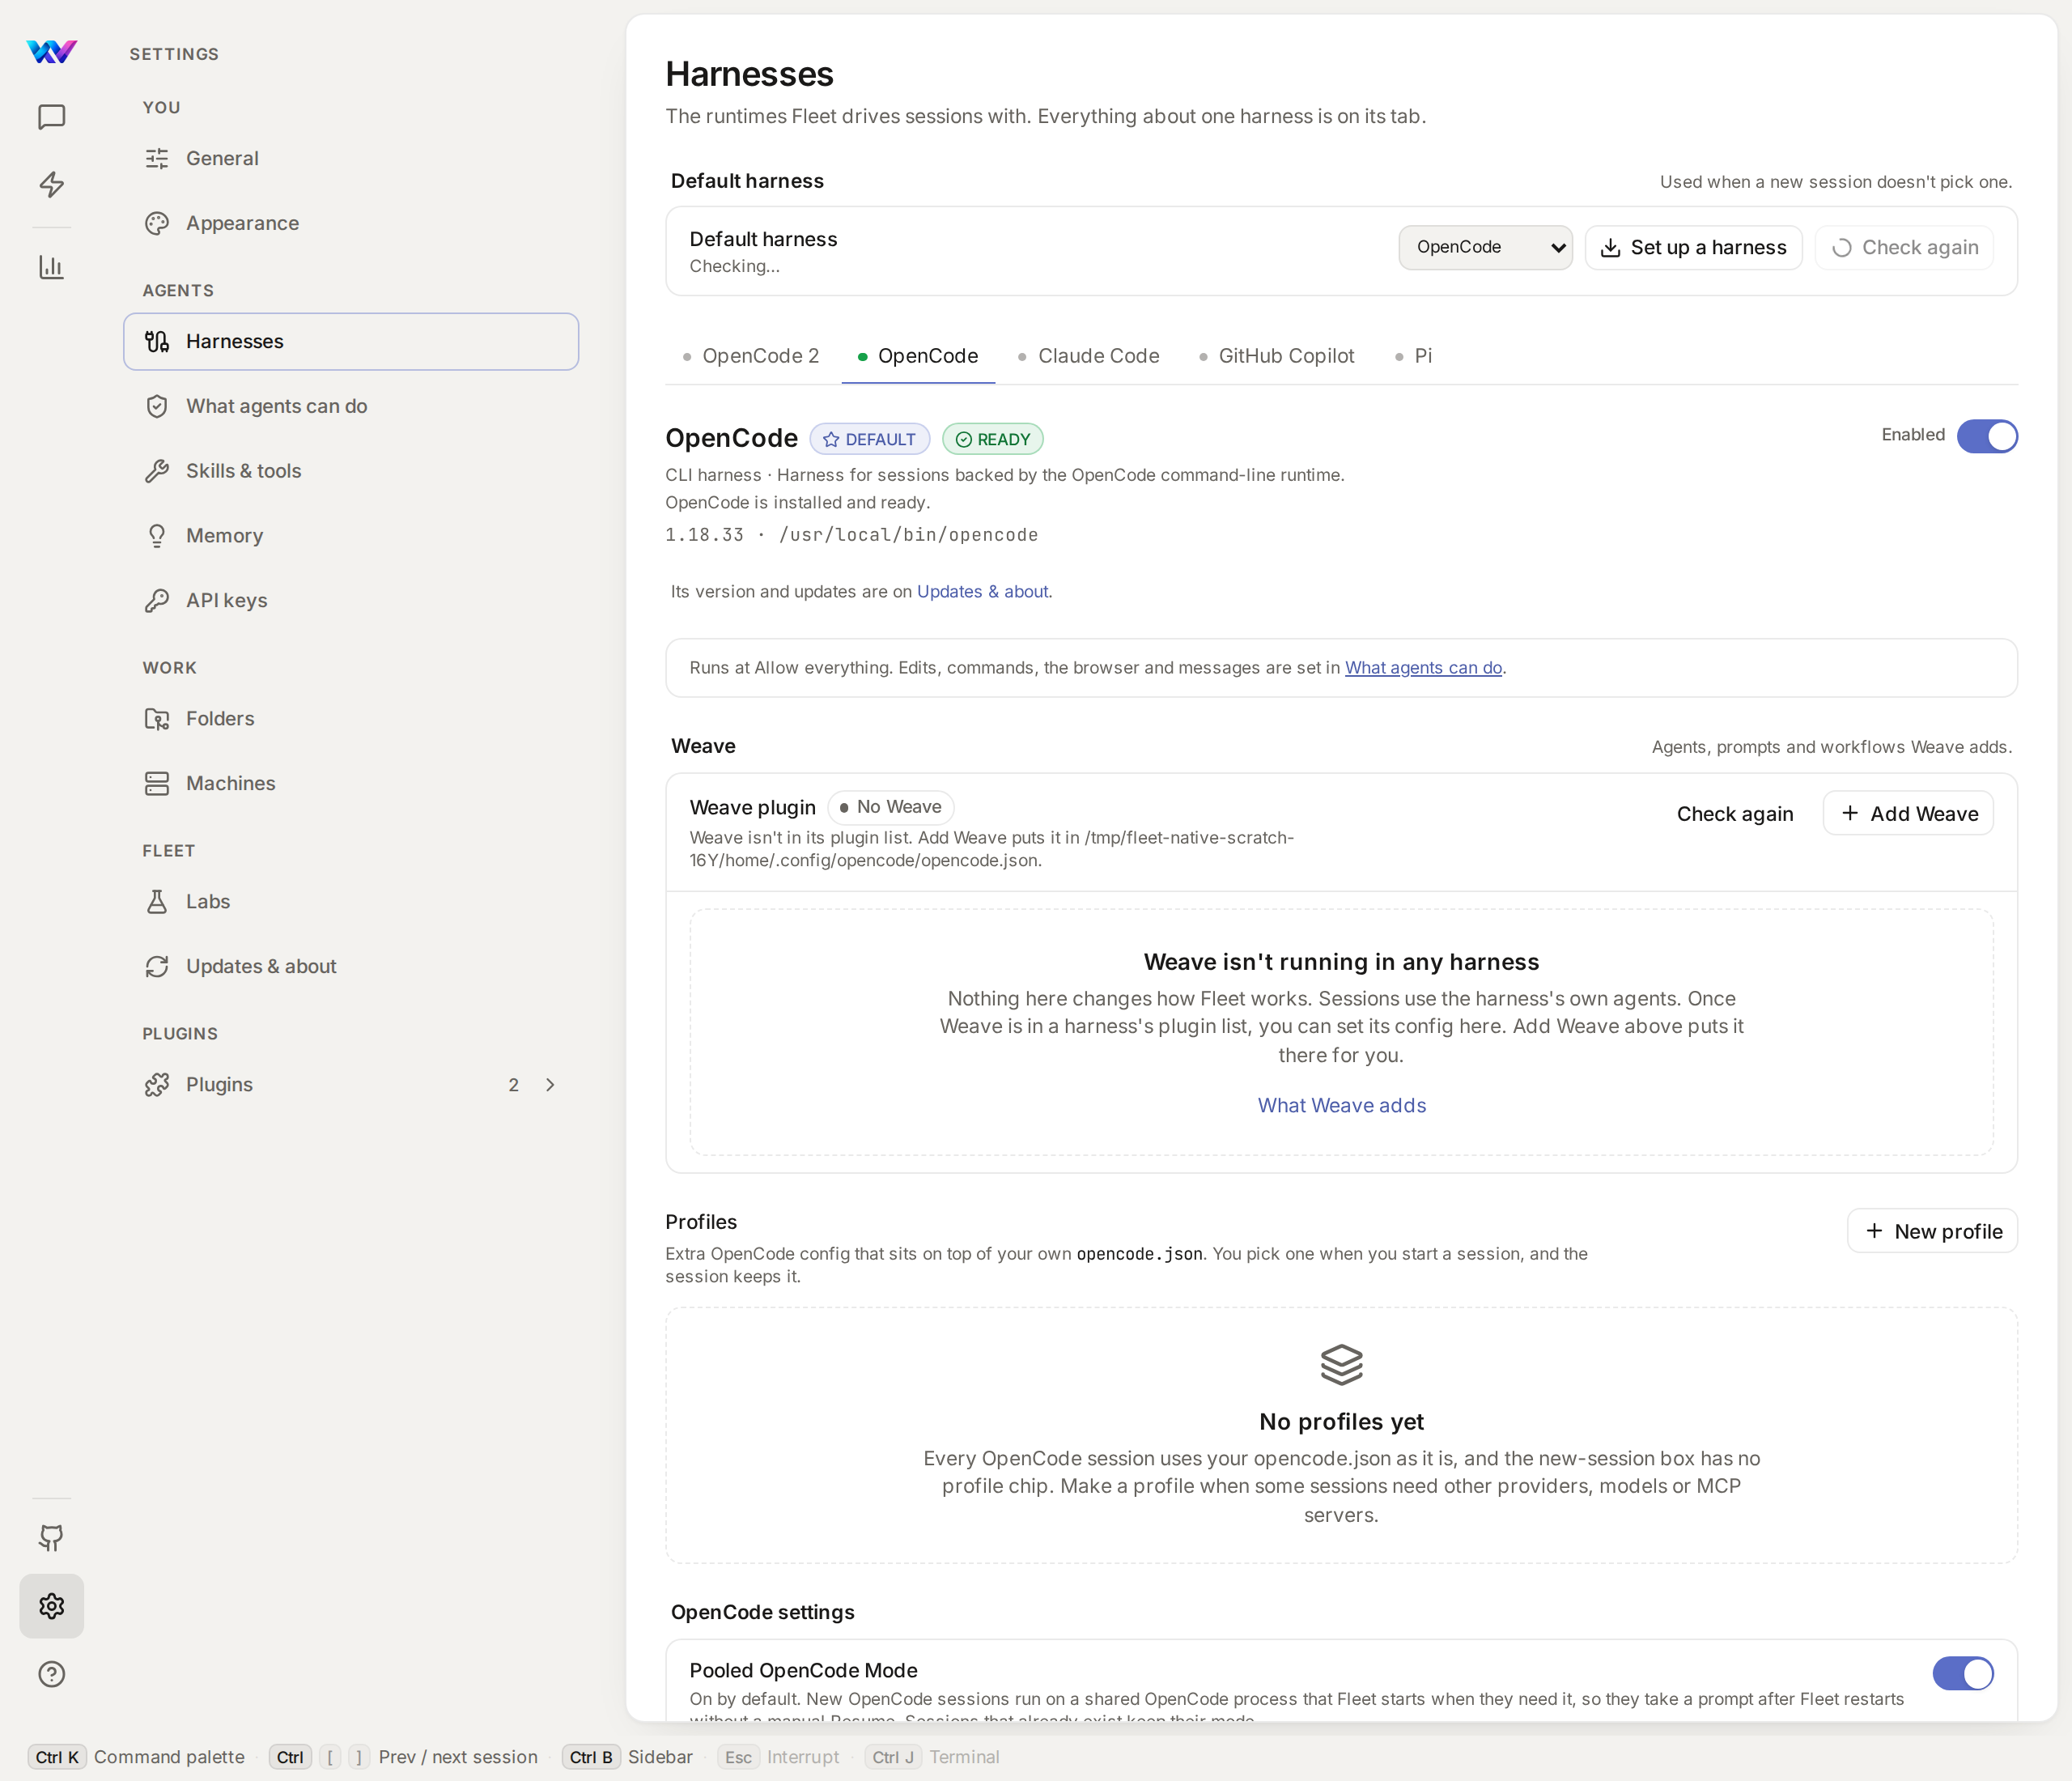 SETTINGS
YOU
General
Appearance
AGENTS
Harnesses
What agents can do
Skills & tools
Memory
API keys
WORK
Folders
Machines
FLEET
Labs
Updates & about
PLUGINS
Plugins 2
Harnesses
The runtimes Fleet drives sessions with. Everything about one harness is on its tab.
Default harness
Used when a new session doesn't pick one.
Default harness
Checking...
OpenCode
Set up a harness
Check again
OpenCode 2
OpenCode
Claude Code
GitHub Copilot
Pi
OpenCode
DEFAULT
READY
Enabled
CLI harness · Harness for sessions backed by the OpenCode command-line runtime.
OpenCode is installed and ready.
1.18.33 · /usr/local/bin/opencode
Its version and updates are on Updates & about.
Runs at Allow everything. Edits, commands, the browser and messages are set in What agents can do.
Weave
Agents, prompts and workflows Weave adds.
Weave plugin
No Weave
Weave isn't in its plugin list. Add Weave puts it in /tmp/fleet-native-scratch-
16Y/home/.config/opencode/opencode.json.
Check again
Add Weave
Weave isn't running in any harness
Nothing here changes how Fleet works. Sessions use the harness's own agents. Once
Weave is in a harness's plugin list, you can set its config here. Add Weave above puts it
there for you.
What Weave adds
Profiles
Extra OpenCode config that sits on top of your own opencode.json. You pick one when you start a session, and the
session keeps it.
New profile
No profiles yet
Every OpenCode session uses your opencode.json as it is, and the new-session box has no
profile chip. Make a profile when some sessions need other providers, models or MCP
servers.
OpenCode settings
Pooled OpenCode Mode
On by default. New OpenCode sessions run on a shared OpenCode process that Fleet starts when they need it, so they take a prompt after Fleet restarts
without a manual Resume. Sessions that already exist keep their mode.
Ctrl K Command palette · Ctrl [ ] Prev / next session · Ctrl B Sidebar · Esc Interrupt · Ctrl J Terminal